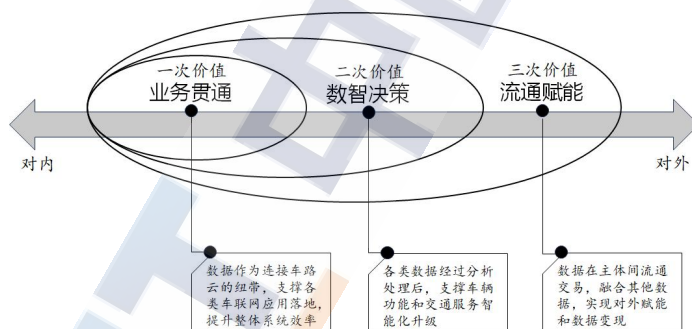 一次价值
业务贯通
二次价值
数智决策
三次价值
流通赋能
对内
对外
数据作为连接车路
云的纽带，支撑各
类车联网应用落地，
提升整体系统效率
各类数据经过分析
处理后，支撑车辆
功能和交通服务智
能化升级
数据在主体间流通
交易，融合其他数
据，实现对外赋能
和数据变现